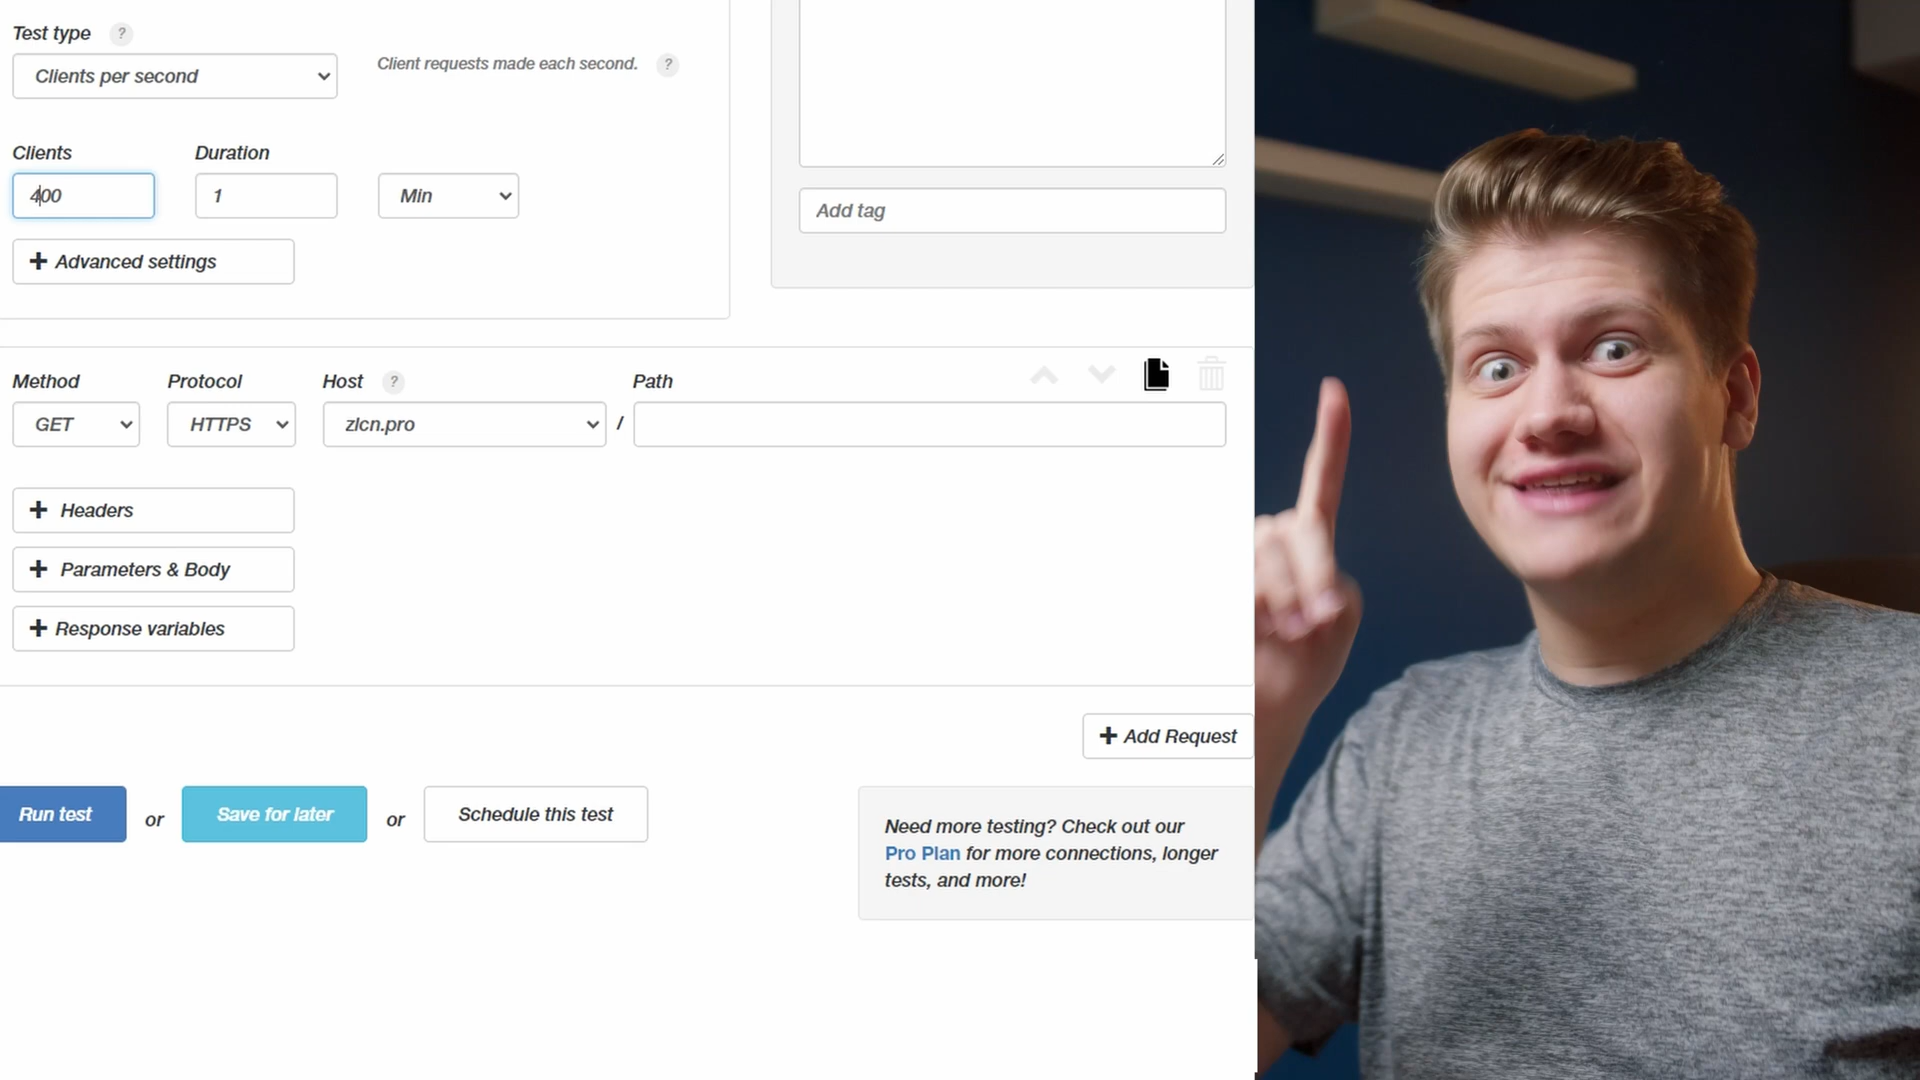 Test type ?
Clients per second
Client requests made each second. ?
Clients
Duration
400
1
Min
+ Advanced settings
Add tag
Method
Protocol
Host ?
Path
GET
HTTPS
zlcn.pro
/
+ Headers
+ Parameters & Body
+ Response variables
+ Add Request
Run test
or
Save for later
or
Schedule this test
Need more testing? Check out our
Pro Plan for more connections, longer
tests, and more!